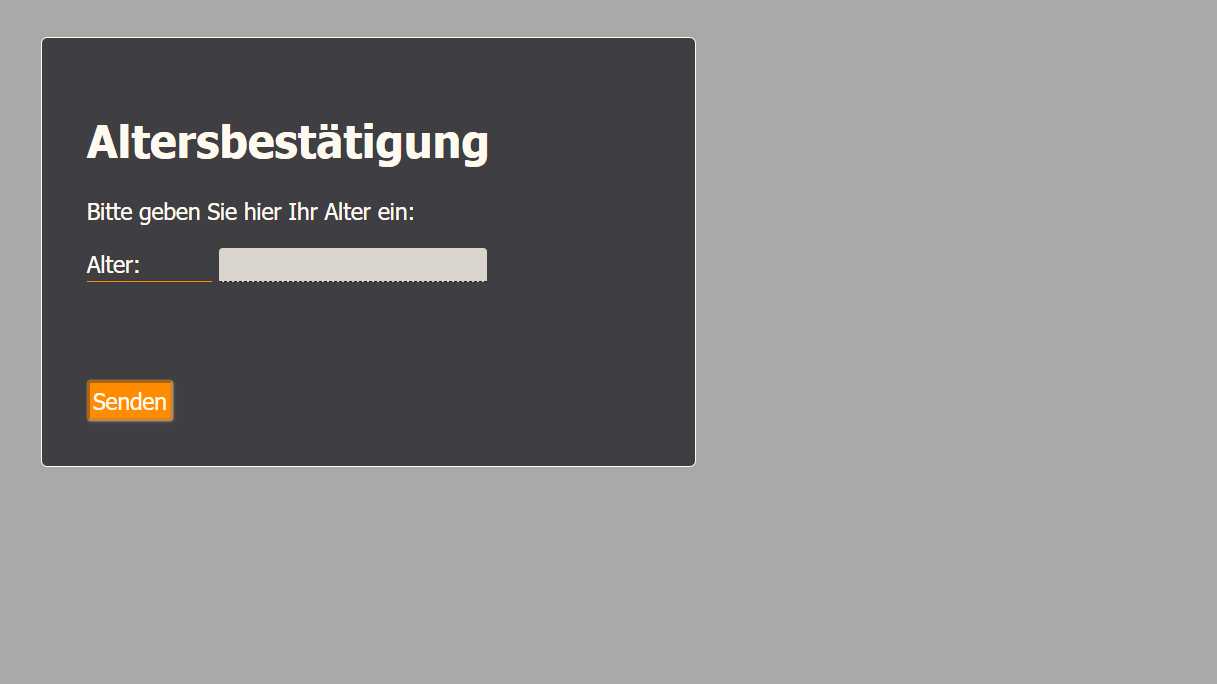 Altersbestätigung
Bitte geben Sie hier Ihr Alter ein:
Alter:
Senden